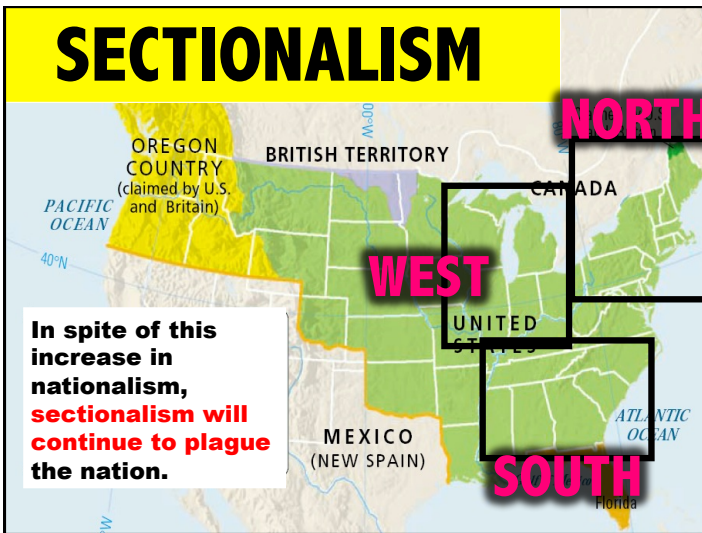 SECTIONALISM
NORTH
OREGON
COUNTRY
(claimed by U.S.
and Britain)
BRITISH TERRITORY
CANADA
PACIFIC
OCEAN
40°N
WEST
UNITED
STATES
In spite of this
increase in
nationalism,
sectionalism will
continue to plague
the nation.
MEXICO
(NEW SPAIN)
ATLANTIC
OCEAN
SOUTH
Florida